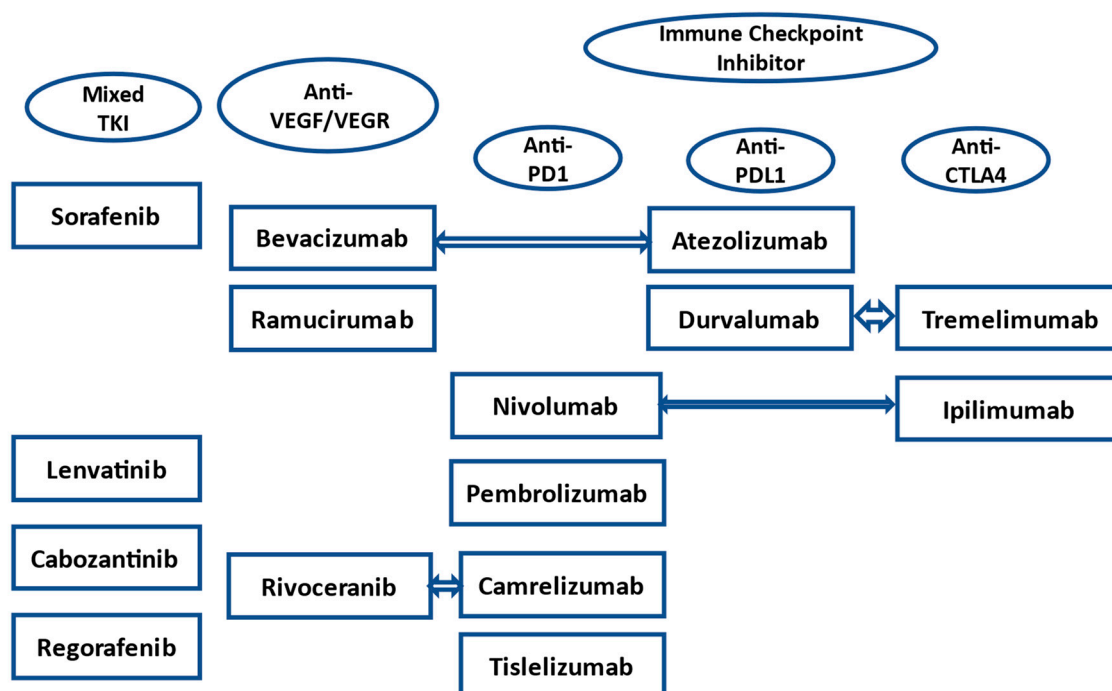 Immune Checkpoint
Inhibitor
Mixed
TKI
Anti-
VEGF/VEGR
Anti-
PD1
Anti-
PDL1
Anti-
CTLA4
Sorafenib
Bevacizumab
Atezolizumab
Ramucirumab
Durvalumab
Tremelimumab
Nivolumab
Ipilimumab
Lenvatinib
Pembrolizumab
Cabozantinib
Rivoceranib
Camrelizumab
Regorafenib
Tislelizumab